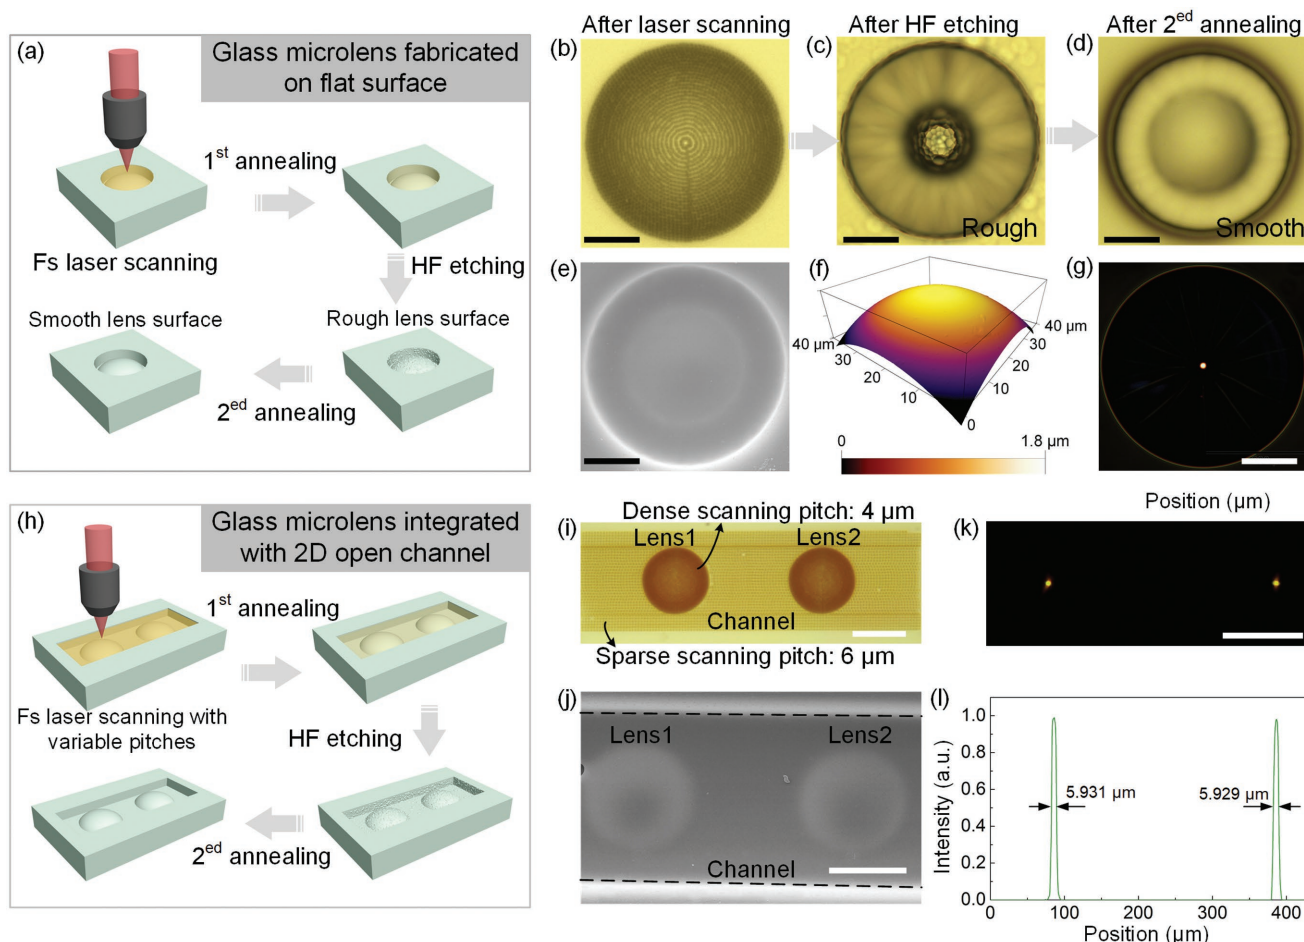 (a)
Glass microlens fabricated
on flat surface
1st annealing
Fs laser scanning
HF etching
Smooth lens surface
Rough lens surface
2ed annealing
After laser scanning
After HF etching
After 2ed annealing
(b)
(c)
Rough
(d)
Smooth
(e)
(f)
40 µm
30
20
10
0
10
20
30
40 µm
0
1.8 µm
(g)
(h)
Glass microlens integrated
with 2D open channel
1st annealing
Fs laser scanning with
variable pitches
HF etching
2ed annealing
Dense scanning pitch: 4 µm
(i)
Lens1
Lens2
Channel
Sparse scanning pitch: 6 µm
(j)
Lens1
Lens2
Channel
Position (µm)
(k)
(l)
Intensity (a.u.)
1.0
0.8
0.6
0.4
0.2
0.0
5.931 µm
5.929 µm
0
100
200
300
400
Position (µm)